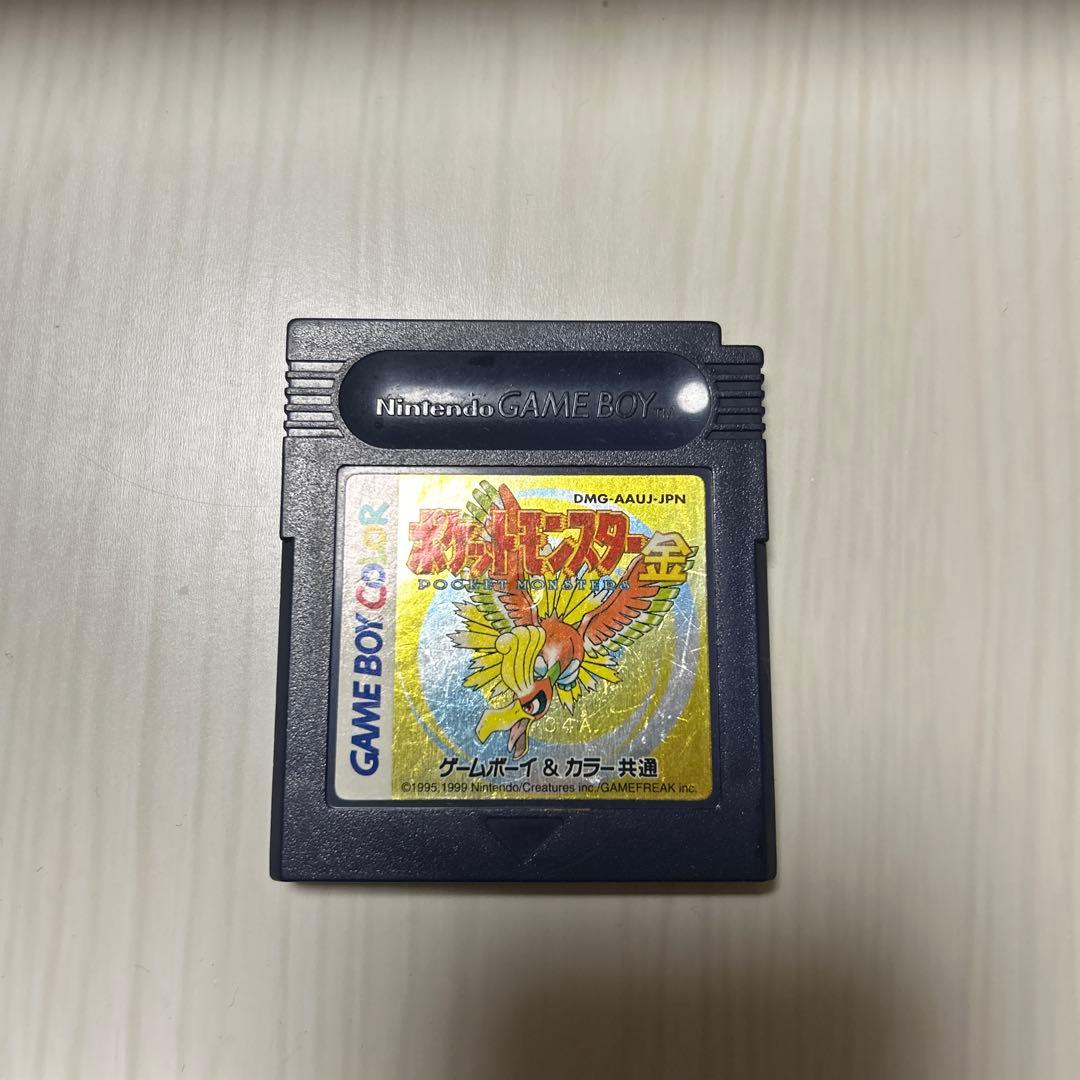 Nintendo GAME BOY™
GAME BOY COLOR
DMG-AAUJ-JPN
ポケットモンスター金
POCKET MONSTERS
34A
ゲームボーイ & カラー共通
©1995,1999 Nintendo/Creatures inc./GAMEFREAK inc.